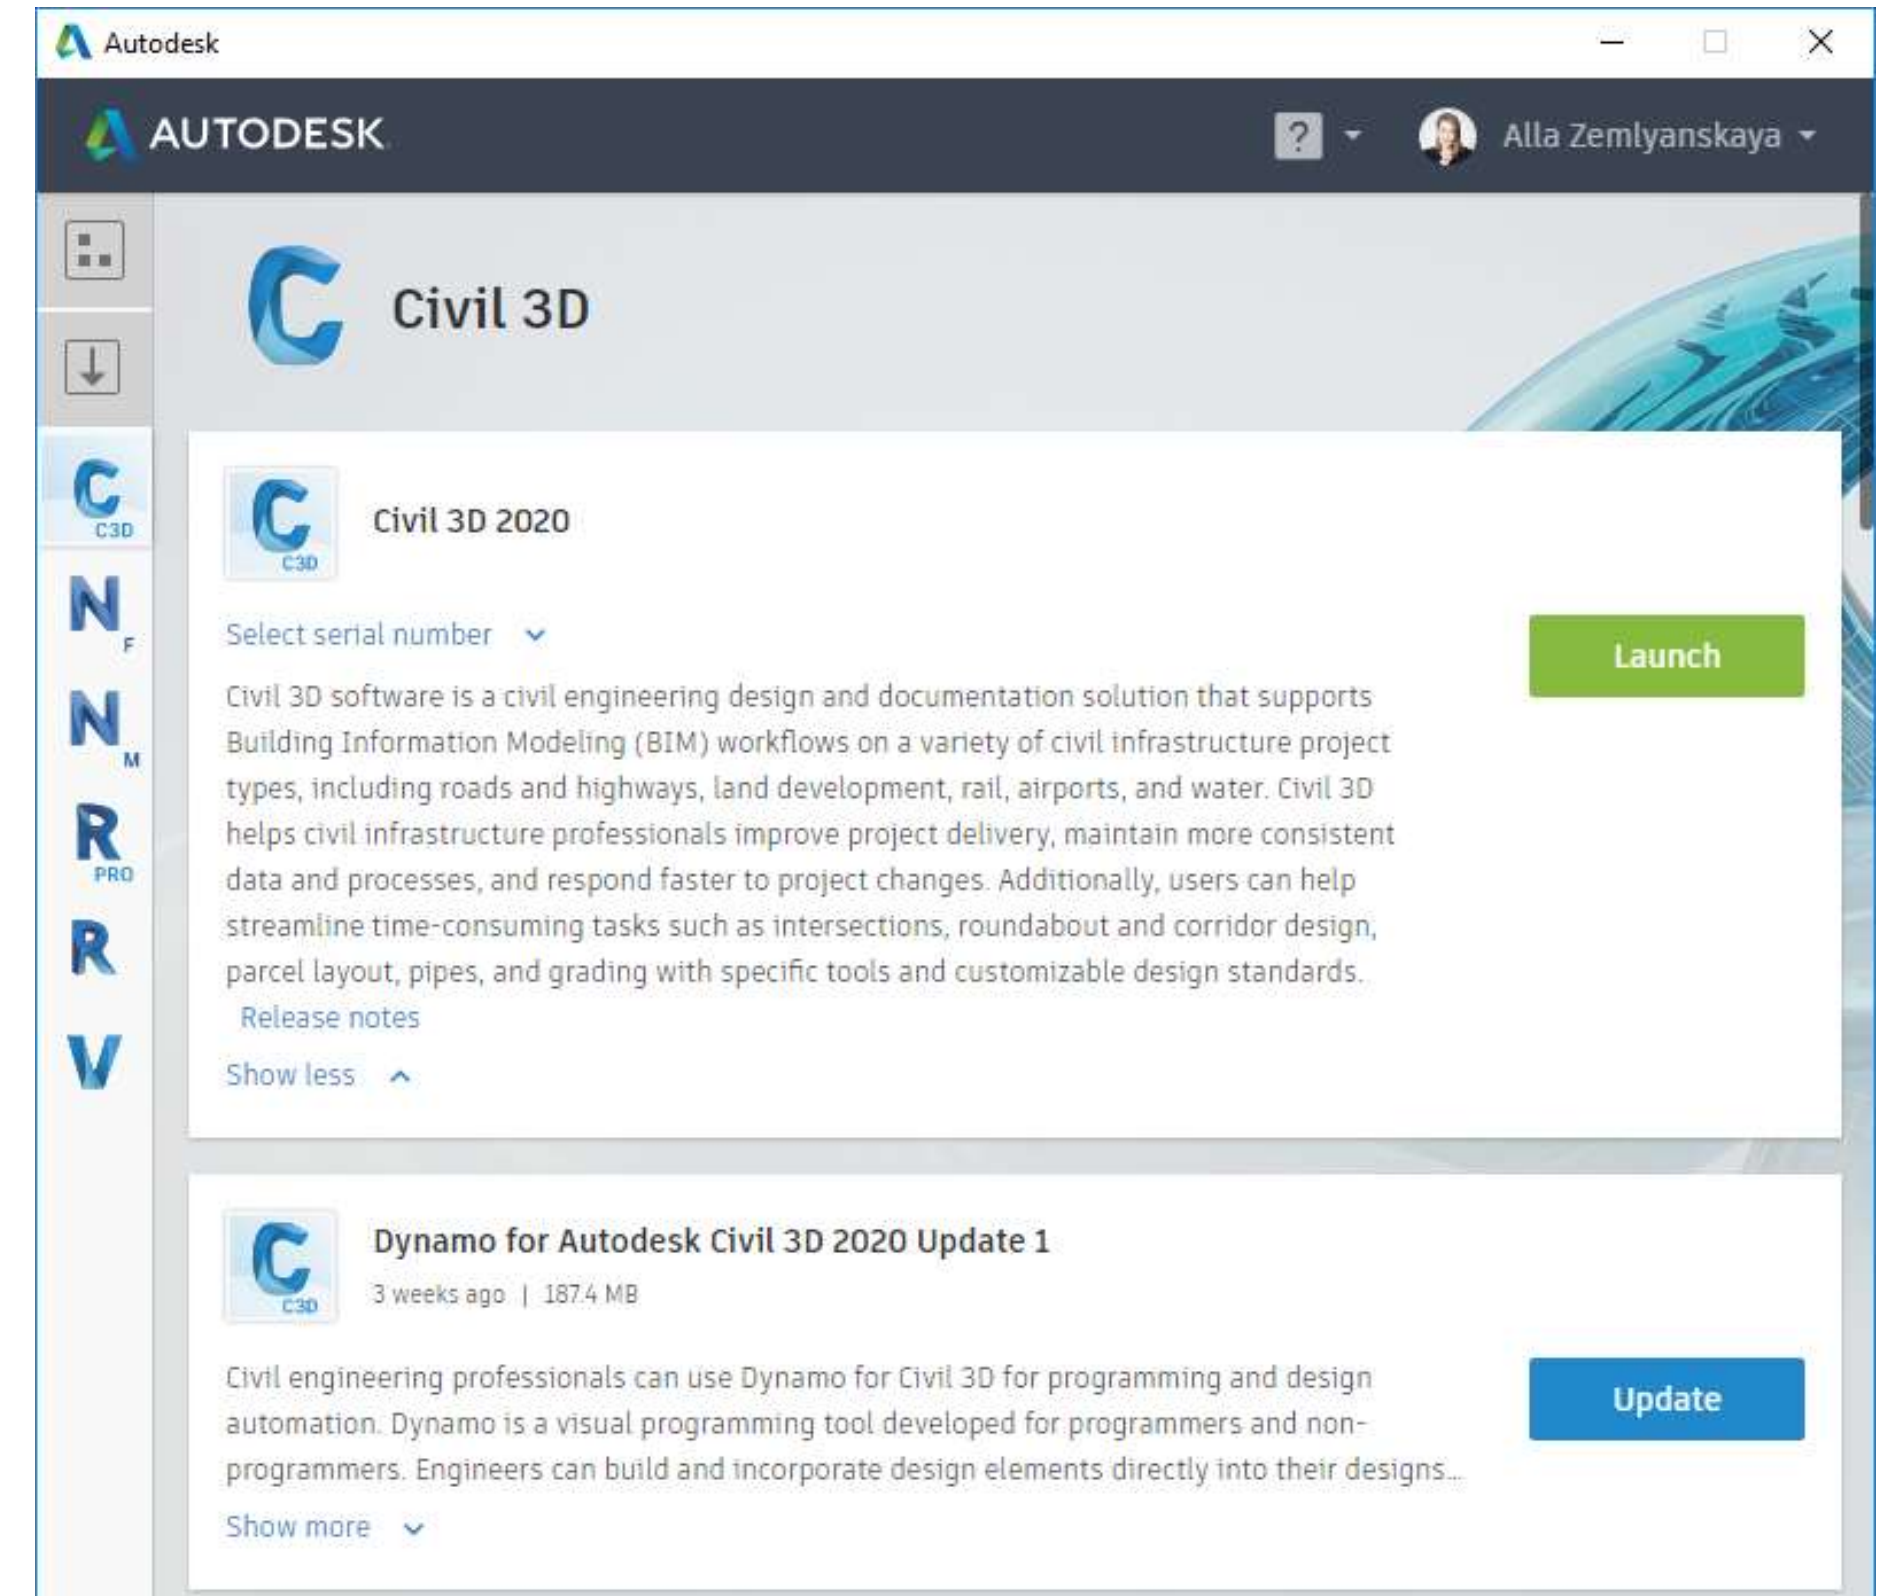 Autodesk
AUTODESK
? Alla Zemlyanskaya
Civil 3D
C3D
F
M
PRO
C3D
Civil 3D 2020
Select serial number
Launch
Civil 3D software is a civil engineering design and documentation solution that supports
Building Information Modeling (BIM) workflows on a variety of civil infrastructure project
types, including roads and highways, land development, rail, airports, and water. Civil 3D
helps civil infrastructure professionals improve project delivery, maintain more consistent
data and processes, and respond faster to project changes. Additionally, users can help
streamline time-consuming tasks such as intersections, roundabout and corridor design,
parcel layout, pipes, and grading with specific tools and customizable design standards.
Release notes
Show less
C3D
Dynamo for Autodesk Civil 3D 2020 Update 1
3 weeks ago | 187.4 MB
Civil engineering professionals can use Dynamo for Civil 3D for programming and design
automation. Dynamo is a visual programming tool developed for programmers and non-
programmers. Engineers can build and incorporate design elements directly into their designs...
Update
Show more